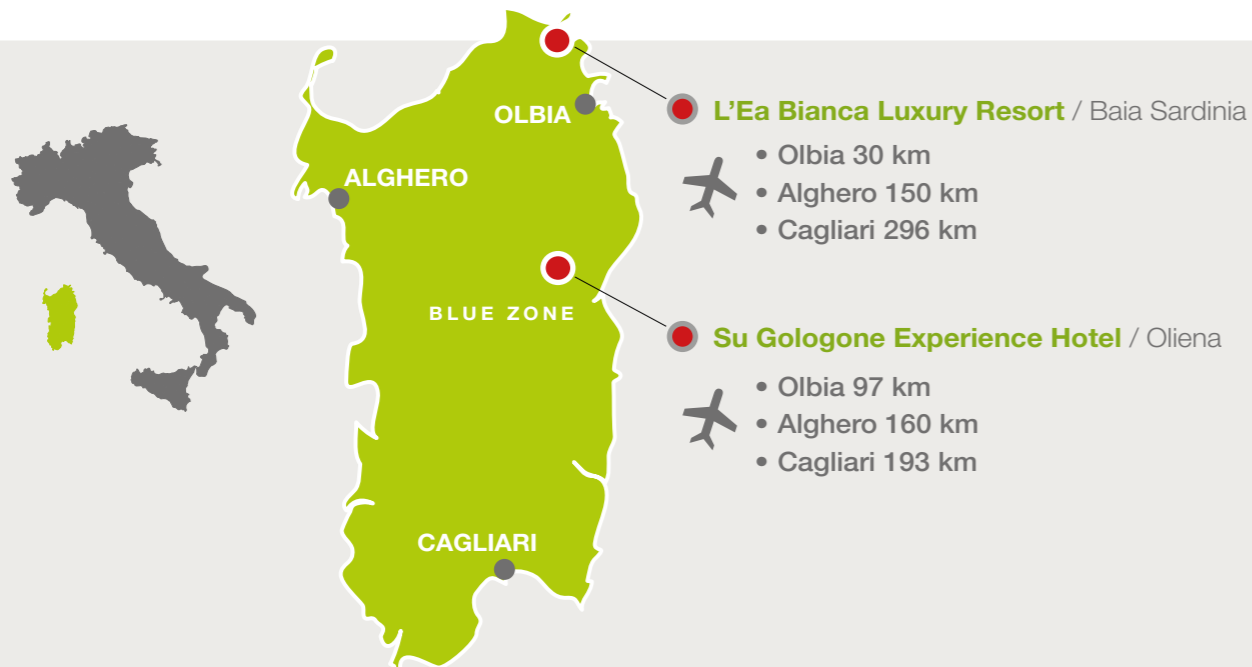 OLBIA
ALGHERO
BLUE ZONE
CAGLIARI
L'Ea Bianca Luxury Resort / Baia Sardinia
• Olbia 30 km
• Alghero 150 km
• Cagliari 296 km
Su Gologone Experience Hotel / Oliena
• Olbia 97 km
• Alghero 160 km
• Cagliari 193 km